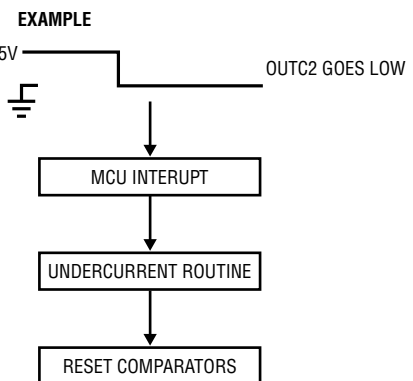 EXAMPLE
5V
OUTC2 GOES LOW
MCU INTERUPT
UNDERCURRENT ROUTINE
RESET COMPARATORS